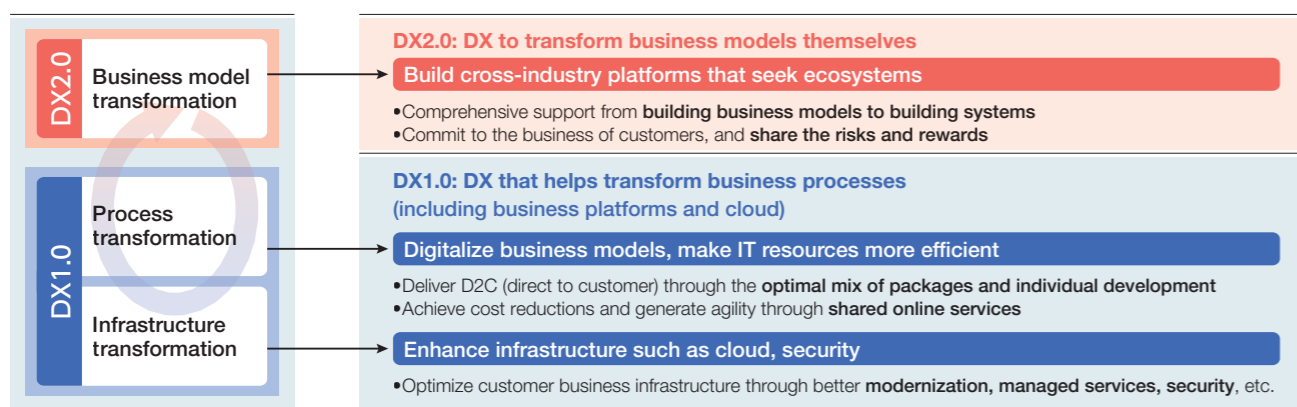 DX2.0
Business model
transformation
DX1.0
Process
transformation
Infrastructure
transformation
DX2.0: DX to transform business models themselves
Build cross-industry platforms that seek ecosystems
•Comprehensive support from building business models to building systems
•Commit to the business of customers, and share the risks and rewards
DX1.0: DX that helps transform business processes
(including business platforms and cloud)
Digitalize business models, make IT resources more efficient
•Deliver D2C (direct to customer) through the optimal mix of packages and individual development
•Achieve cost reductions and generate agility through shared online services
Enhance infrastructure such as cloud, security
•Optimize customer business infrastructure through better modernization, managed services, security, etc.